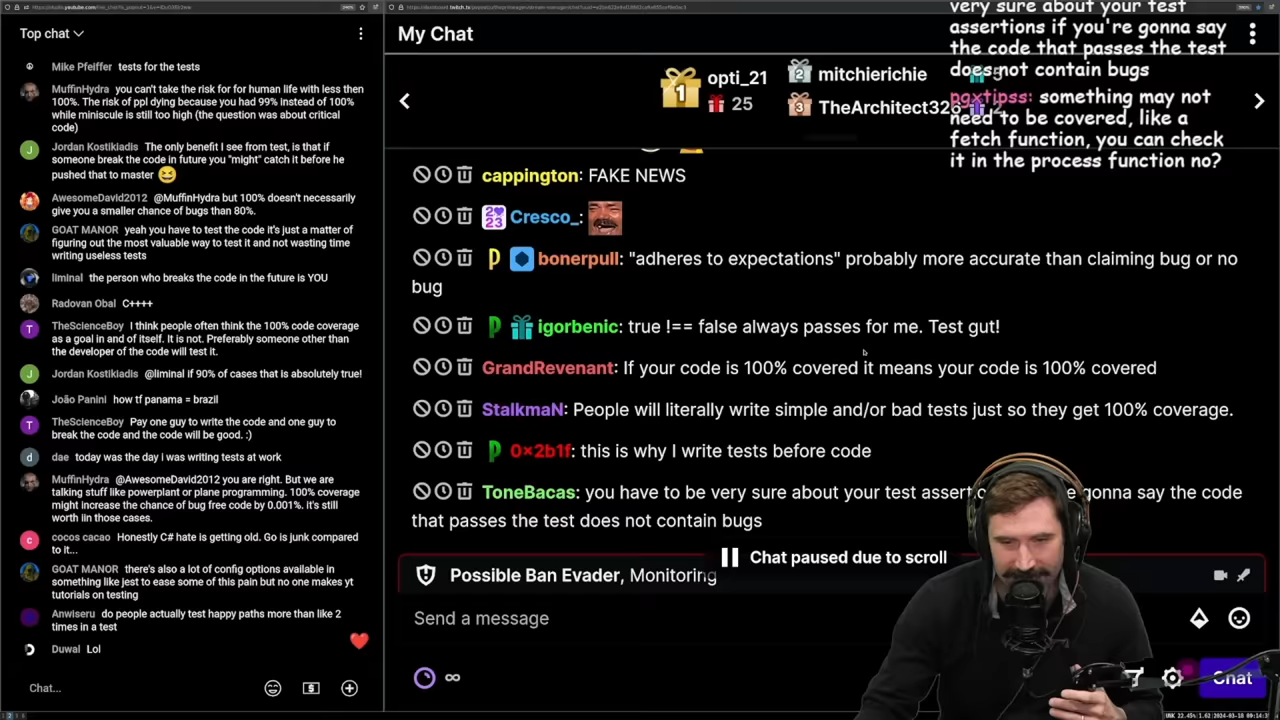 Top chat
Mike Pfeiffer tests for the tests
MuffinHydra you can't take the risk for for human life with less then
100%. The risk of ppl dying because you had 99% instead of 100%
while miniscule is still too high (the question was about critical
code)
Jordan Kostikiadis The only benefit I see from test, is that if
someone break the code in future you "might" catch it before he
pushed that to master
AwesomeDavid2012 @MuffinHydra but 100% doesn't necessarily
give you a smaller chance of bugs than 80%.
GOAT MANOR yeah you have to test the code it's just a matter of
figuring out the most valuable way to test it and not wasting time
writing useless tests
liminal the person who breaks the code in the future is YOU
Radovan Obal C++++
TheScienceBoy I think people often think the 100% code coverage
as a goal in and of itself. It is not. Preferably someone other than
the developer of the code will test it.
Jordan Kostikiadis @liminal if 90% of cases that is absolutely true!
João Panini how tf panama = brazil
TheScienceBoy Pay one guy to write the code and one guy to
break the code and the code will be good. :)
dae today was the day i was writing tests at work
MuffinHydra @AwesomeDavid2012 you are right. But we are
talking stuff like powerplant or plane programming. 100% coverage
might increase the chance of bug free code by 0.001%. it's still
worth iin those cases.
cocos cacao Honestly C# hate is getting old. Go is junk compared
to it...
GOAT MANOR there's also a lot of config options available in
something like jest to ease some of this pain but no one makes yt
tutorials on testing
Anwiseru do people actually test happy paths more than like 2
times in a test
Duwal Lol
Chat...
My Chat
1
opti_21
25
2 mitchierichie
5
3 TheArchitect326
2
cappington: FAKE NEWS
2023 Cresco_:
bonerpull: "adheres to expectations" probably more accurate than claiming bug or no
bug
igorbenic: true !== false always passes for me. Test gut!
GrandRevenant: If your code is 100% covered it means your code is 100% covered
StalkmaN: People will literally write simple and/or bad tests just so they get 100% coverage.
0x2b1f: this is why I write tests before code
ToneBacas: you have to be very sure about your test gonna say the code
that passes the test does not contain bugs
Chat paused due to scroll
Possible Ban Evader, Monitoring
Send a message
∞
Chat
very sure about your test
assertions if you're gonna say
the code that passes the test
does not contain bugs
pgxtipss: something may not
need to be covered, like a
fetch function, you can check
it in the process function no?